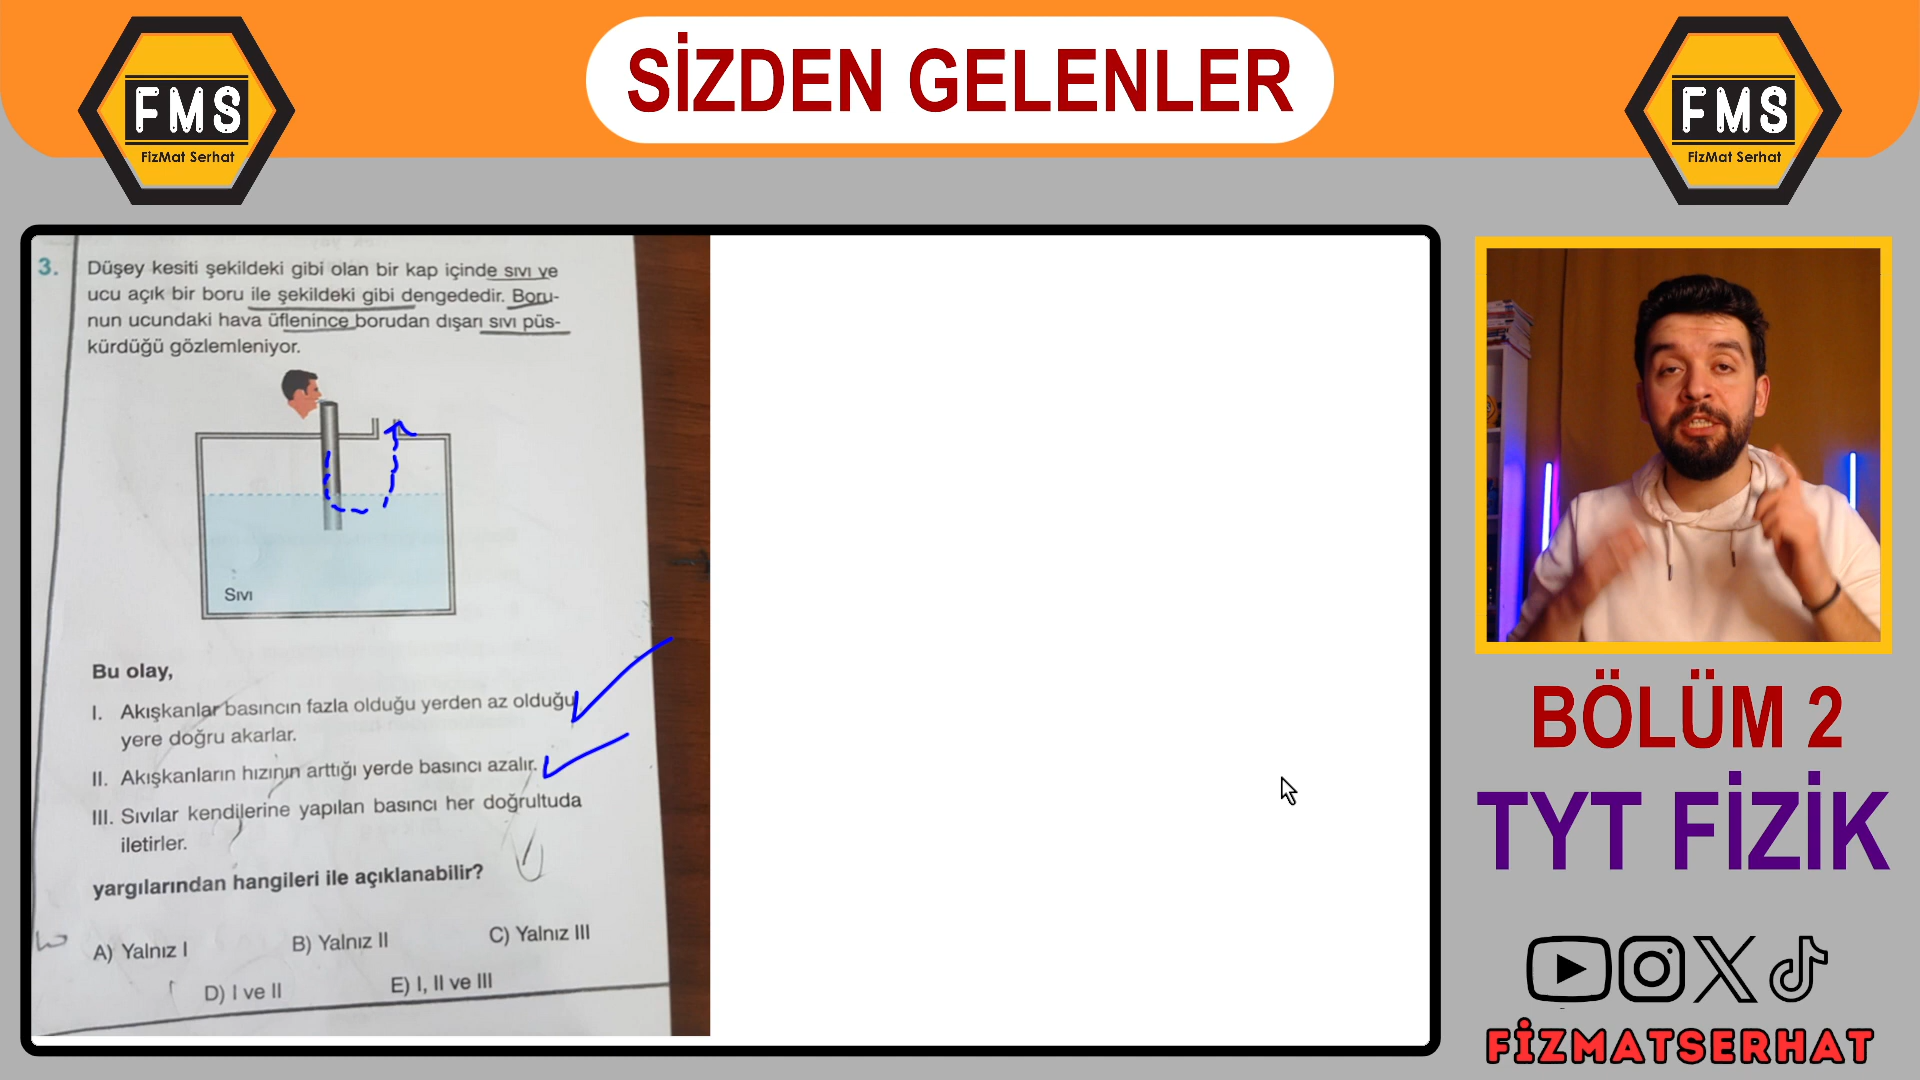 SİZDEN GELENLER
FMS
FizMat Serhat
FMS
FizMat Serhat
3. Düşey kesiti şekildeki gibi olan bir kap içinde sıvı ve
ucu açık bir boru ile şekildeki gibi dengededir. Boru-
nun ucundaki hava üflenince borudan dışarı sıvı püs-
kürdüğü gözlemleniyor.
Sıvı
Bu olay,
I. Akışkanlar basıncın fazla olduğu yerden az olduğu
yere doğru akarlar.
II. Akışkanların hızının arttığı yerde basıncı azalır.
III. Sıvılar kendilerine yapılan basıncı her doğrultuda
iletirler.
yargılarından hangileri ile açıklanabilir?
A) Yalnız I
B) Yalnız II
C) Yalnız III
D) I ve II
E) I, II ve III
BÖLÜM 2
TYT FİZİK
FİZMATSERHAT